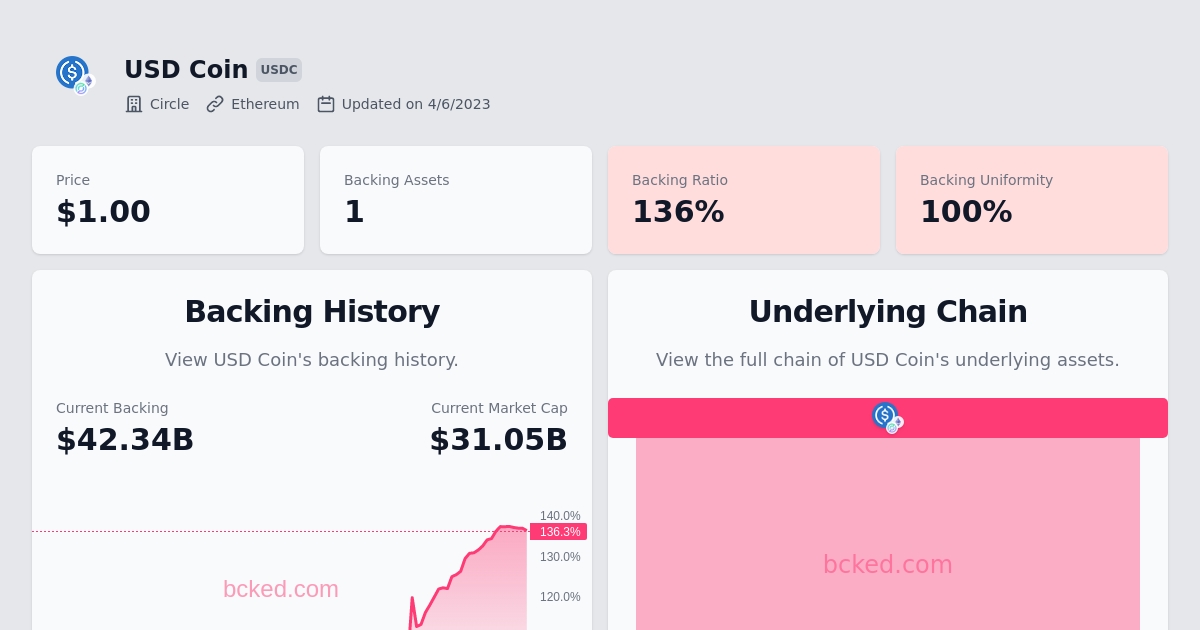 USD Coin USDC
Circle Ethereum Updated on 4/6/2023
Price
$1.00
Backing Assets
1
Backing Ratio
136%
Backing Uniformity
100%
Backing History
View USD Coin's backing history.
Current Backing
$42.34B
Current Market Cap
$31.05B
140.0%
136.3%
130.0%
120.0%
bcked.com
Underlying Chain
View the full chain of USD Coin's underlying assets.
bcked.com